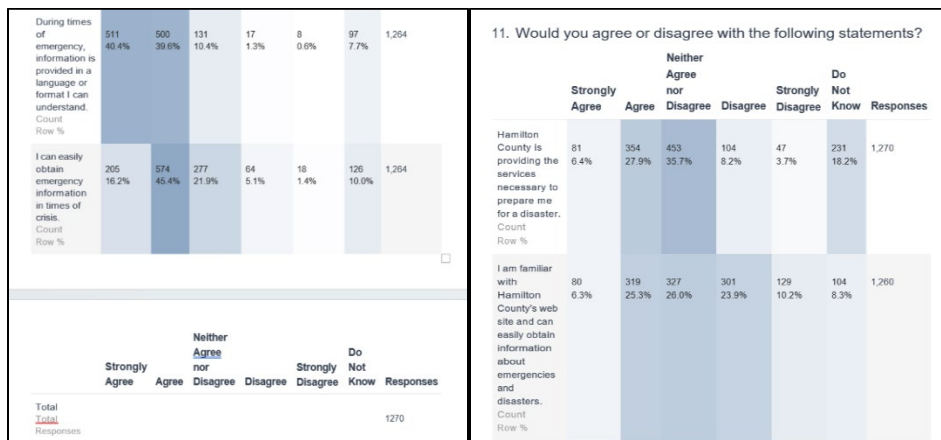 During times
of
emergency,
information is
provided in a
language or
format I can
understand.
Count
Row %
511 500 131 17 8 97 1,264
40.4% 39.6% 10.4% 1.3% 0.6% 7.7%
I can easily
obtain
emergency
information
in times of
crisis.
Count
Row %
205 574 277 64 18 126 1,264
16.2% 45.4% 21.9% 5.1% 1.4% 10.0%
Strongly Agree
Agree
Neither Agree nor Disagree
Disagree
Strongly Disagree
Do Not Know
Responses
Total
Total
Responses
1270
11. Would you agree or disagree with the following statements?
Strongly Agree
Agree
Neither Agree nor Disagree
Disagree
Strongly Disagree
Do Not Know
Responses
Hamilton
County is
providing the
services
necessary to
prepare me
for a disaster.
Count
Row %
81 354 453 104 47 231 1,270
6.4% 27.9% 35.7% 8.2% 3.7% 18.2%
I am familiar
with
Hamilton
County's web
site and can
easily obtain
information
about
emergencies
and
disasters.
Count
Row %
80 319 327 301 129 104 1,260
6.3% 25.3% 26.0% 23.9% 10.2% 8.3%